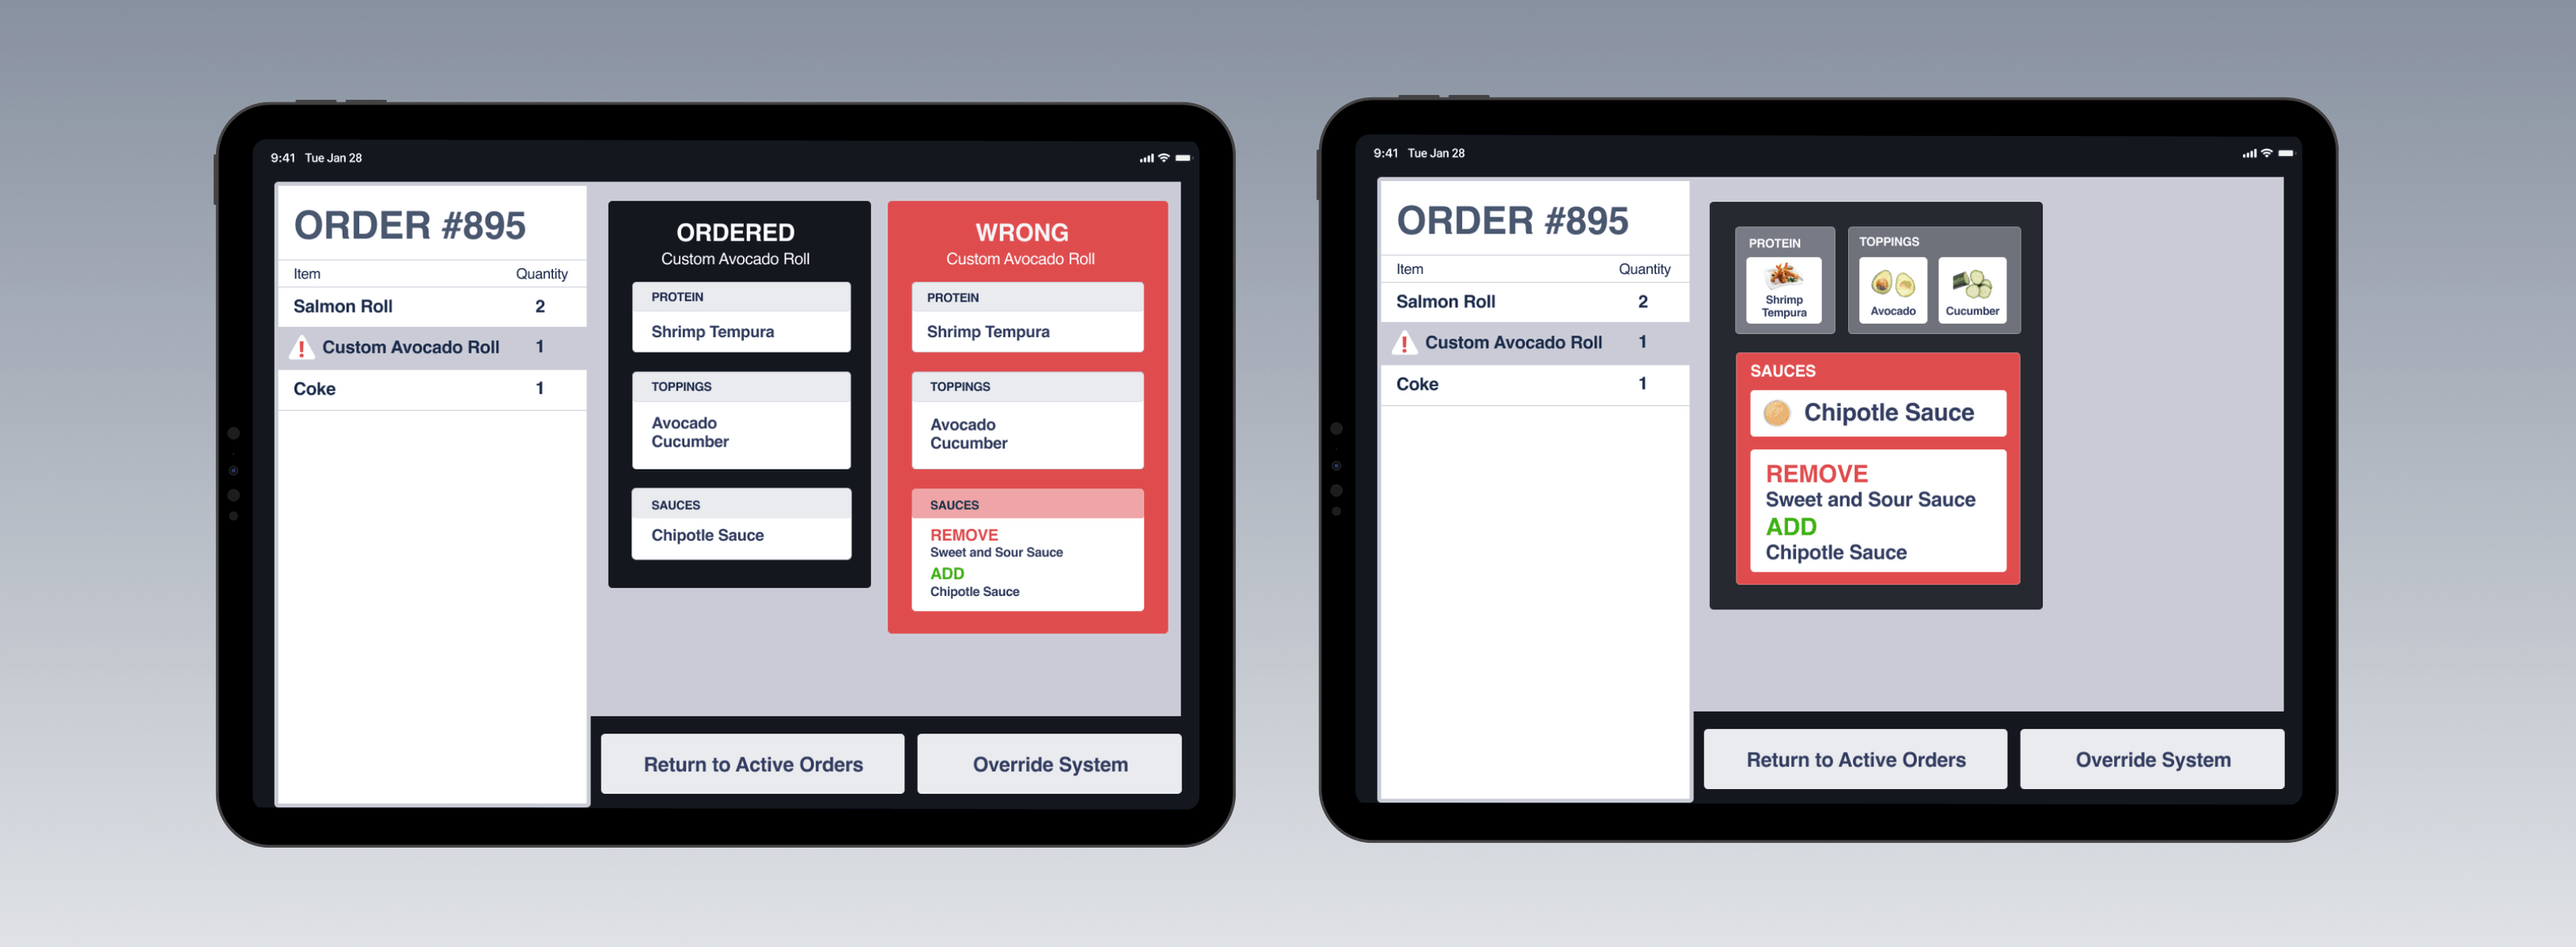 9:41 Tue Jan 28
ORDER #895
Item Quantity
Salmon Roll 2
Custom Avocado Roll 1
Coke 1
ORDERED
Custom Avocado Roll
PROTEIN
Shrimp Tempura
TOPPINGS
Avocado
Cucumber
SAUCES
Chipotle Sauce
WRONG
Custom Avocado Roll
PROTEIN
Shrimp Tempura
TOPPINGS
Avocado
Cucumber
SAUCES
REMOVE
Sweet and Sour Sauce
ADD
Chipotle Sauce
Return to Active Orders
Override System
9:41 Tue Jan 28
ORDER #895
Item Quantity
Salmon Roll 2
Custom Avocado Roll 1
Coke 1
PROTEIN
Shrimp
Tempura
TOPPINGS
Avocado
Cucumber
SAUCES
Chipotle Sauce
REMOVE
Sweet and Sour Sauce
ADD
Chipotle Sauce
Return to Active Orders
Override System